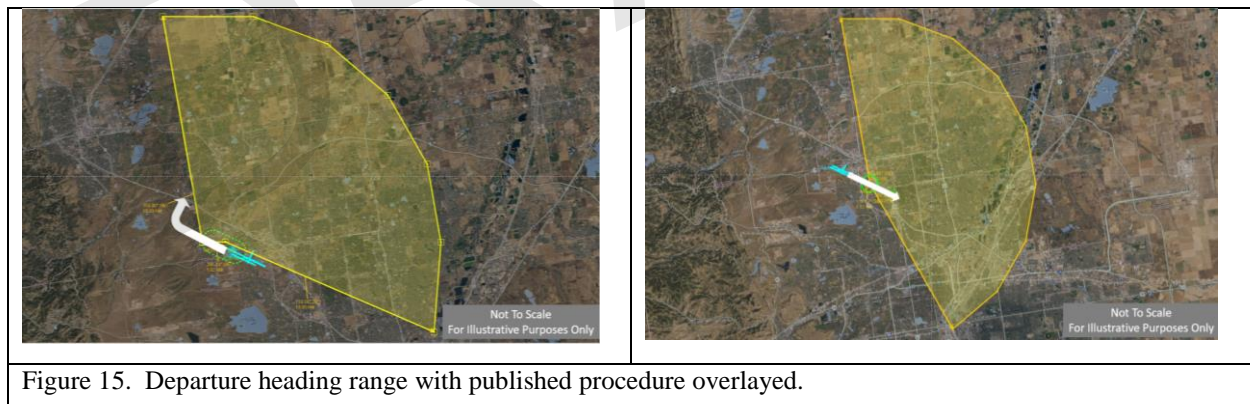 Not To Scale
For Illustrative Purposes Only
Not To Scale
For Illustrative Purposes Only
Figure 15. Departure heading range with published procedure overlayed.